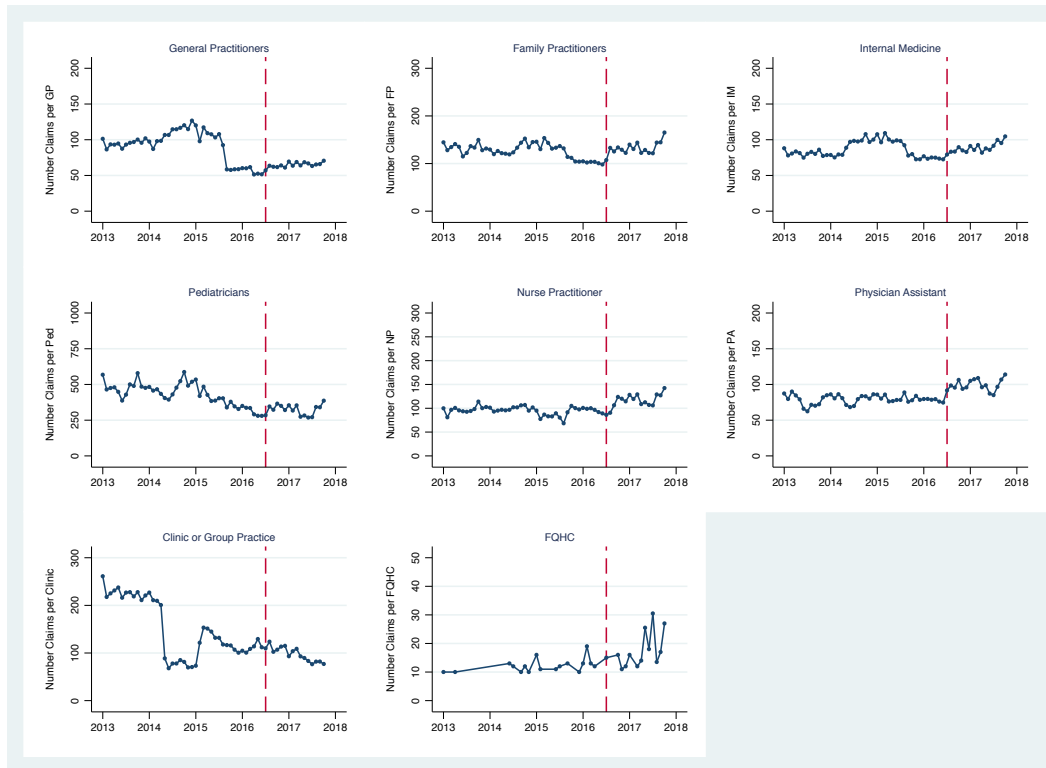 General Practitioners
Number Claims per GP
200
150
100
50
0
2013 2014 2015 2016 2017 2018
Family Practitioners
Number Claims per FP
300
200
100
0
2013 2014 2015 2016 2017 2018
Internal Medicine
Number Claims per IM
200
150
100
50
0
2013 2014 2015 2016 2017 2018
Pediatricians
Number Claims per Ped
1000
750
500
250
0
2013 2014 2015 2016 2017 2018
Nurse Practitioner
Number Claims per NP
300
250
200
150
100
50
0
2013 2014 2015 2016 2017 2018
Physician Assistant
Number Claims per PA
200
150
100
50
0
2013 2014 2015 2016 2017 2018
Clinic or Group Practice
Number Claims per Clinic
300
200
100
0
2013 2014 2015 2016 2017 2018
FQHC
Number Claims per FQHC
50
40
30
20
10
0
2013 2014 2015 2016 2017 2018